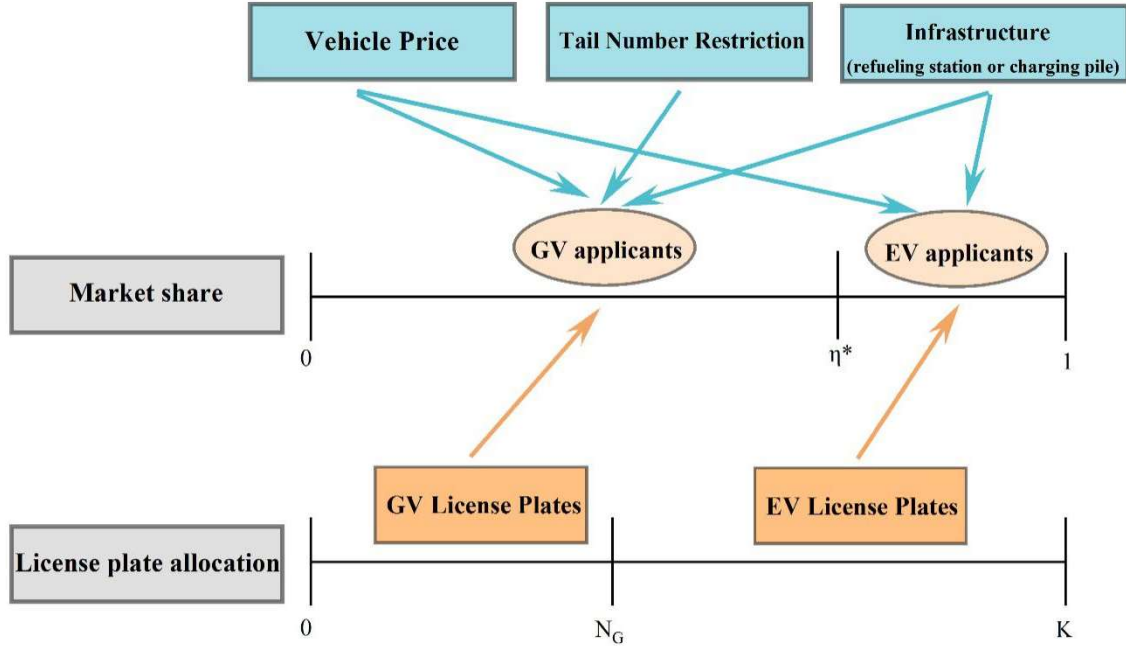 Vehicle Price
Tail Number Restriction
Infrastructure
(refueling station or charging pile)
GV applicants
EV applicants
Market share
0
η*
1
GV License Plates
EV License Plates
License plate allocation
0
N_G
K